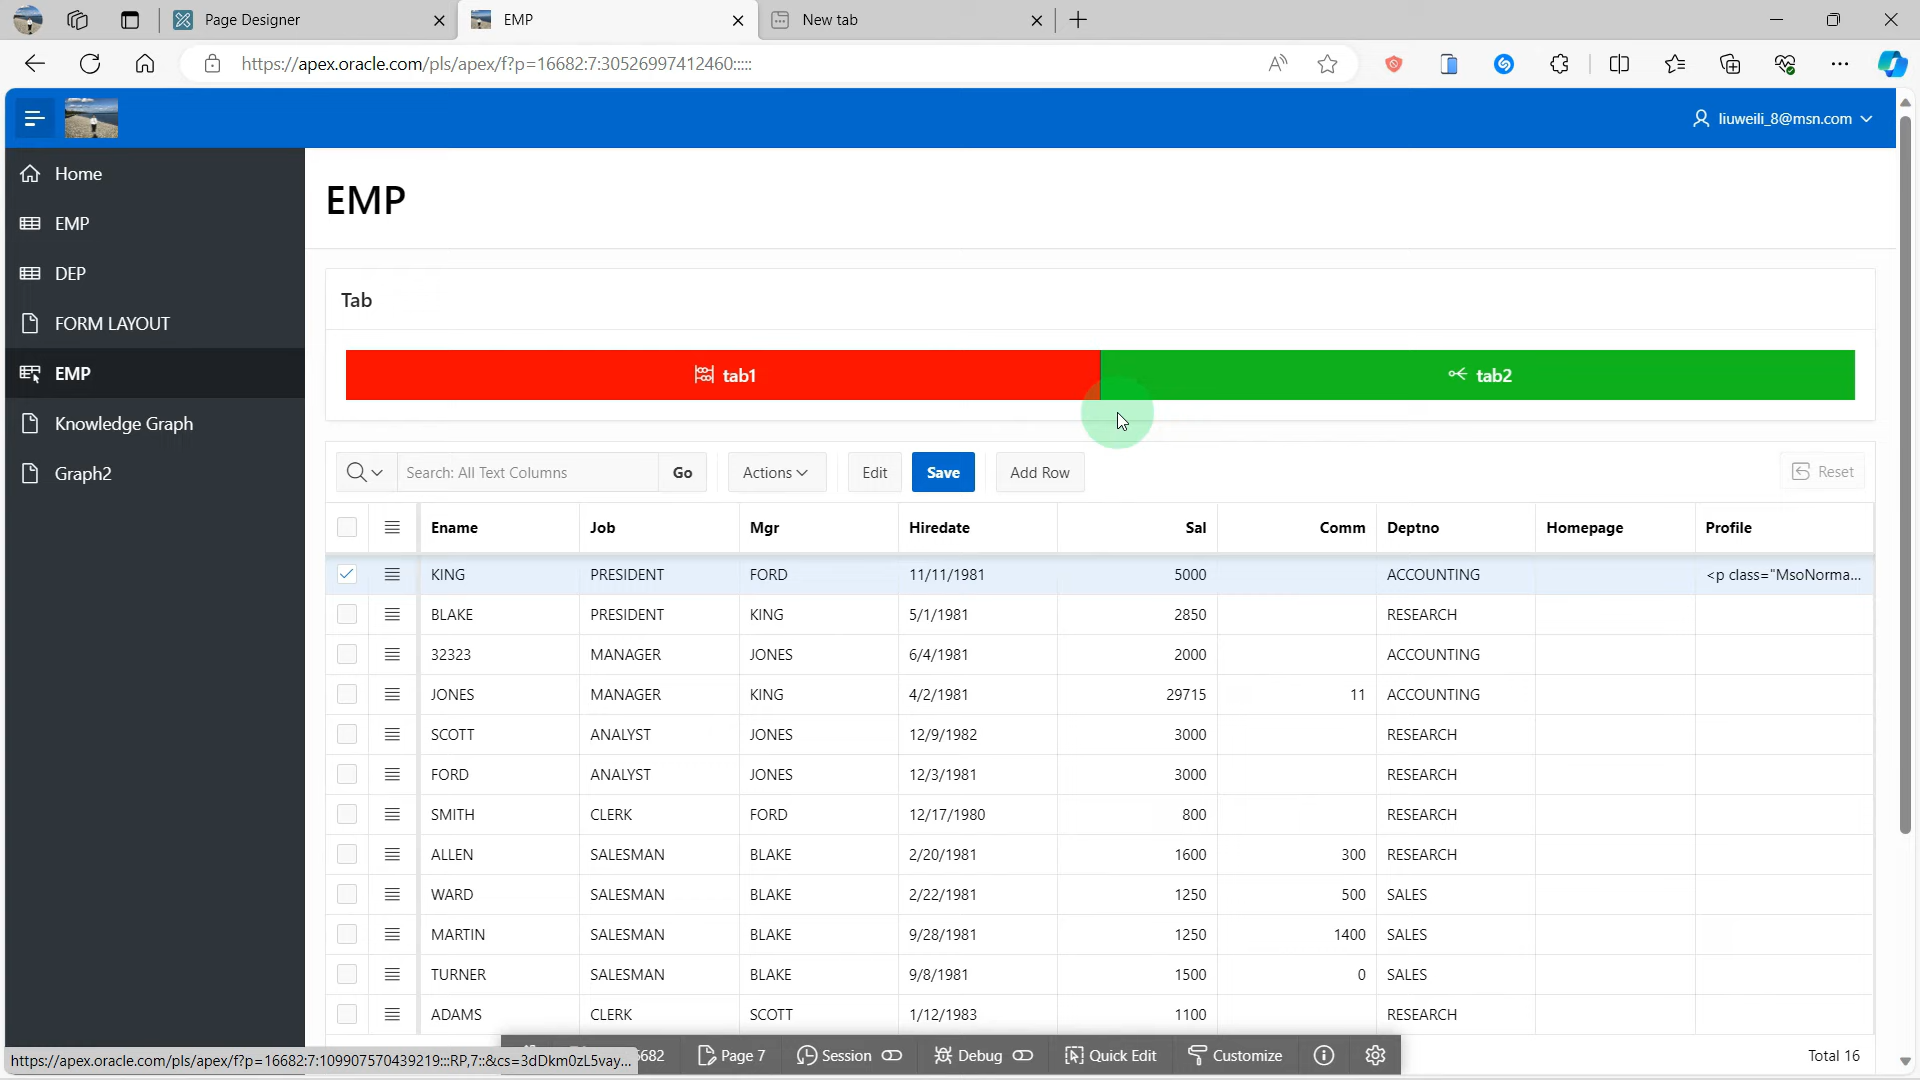 Page Designer
EMP
New tab
https://apex.oracle.com/pls/apex/f?p=16682:7:30526997412460:::::
liuweili_8@msn.com
Home
EMP
DEP
FORM LAYOUT
EMP
Knowledge Graph
Graph2
EMP
Tab
tab1 tab2
Search: All Text Columns Go Actions Edit Save Add Row Reset
Ename Job Mgr Hiredate Sal Comm Deptno Homepage Profile
KING PRESIDENT FORD 11/11/1981 5000 ACCOUNTING <p class="MsoNorma...
BLAKE PRESIDENT KING 5/1/1981 2850 RESEARCH
32323 MANAGER JONES 6/4/1981 2000 ACCOUNTING
JONES MANAGER KING 4/2/1981 29715 11 ACCOUNTING
SCOTT ANALYST JONES 12/9/1982 3000 RESEARCH
FORD ANALYST JONES 12/3/1981 3000 RESEARCH
SMITH CLERK FORD 12/17/1980 800 RESEARCH
ALLEN SALESMAN BLAKE 2/20/1981 1600 300 RESEARCH
WARD SALESMAN BLAKE 2/22/1981 1250 500 SALES
MARTIN SALESMAN BLAKE 9/28/1981 1250 1400 SALES
TURNER SALESMAN BLAKE 9/8/1981 1500 0 SALES
ADAMS CLERK SCOTT 1/12/1983 1100 RESEARCH
https://apex.oracle.com/pls/apex/f?p=16682:7:109907570439219:::RP,7::&cs=3dDkm0zL5vay... 682 Page 7 Session Debug Quick Edit Customize Total 16